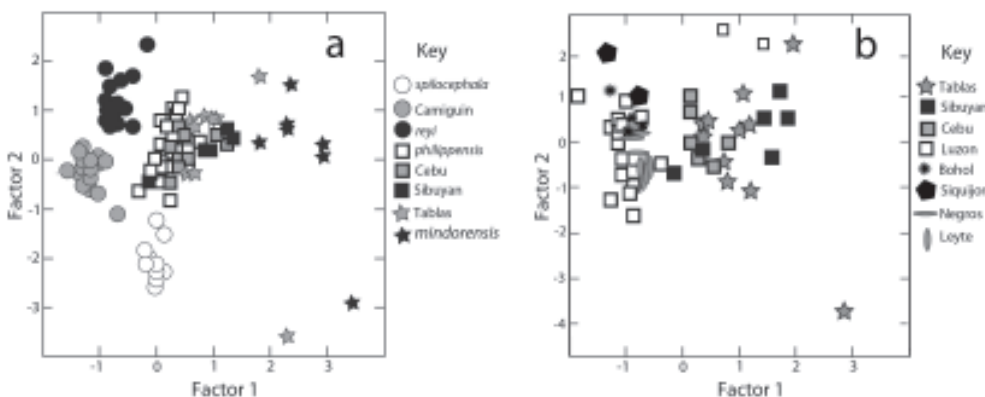 a
Key
spilocephala
Camiguin
reyi
philippensis
Cebu
Sibuyan
Tablas
mindorensis
2
1
0
-1
-2
-3
Factor 2
-1
0
1
2
3
Factor 1
b
Key
Tablas
Sibuyan
Cebu
Luzon
Bohol
Siquijor
Negros
Leyte
2
1
0
-1
-2
-3
-4
Factor 2
-1
0
1
2
3
Factor 1